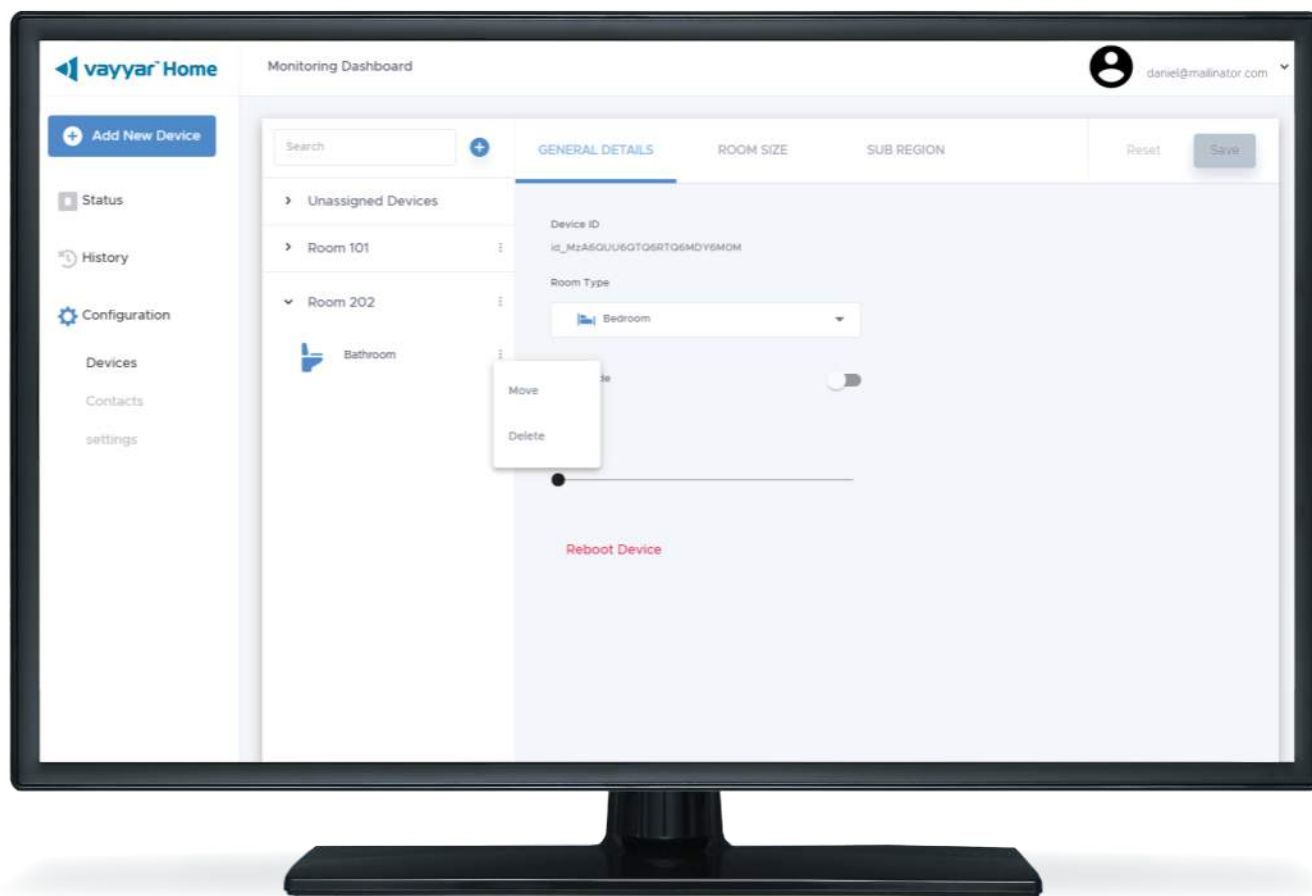 vayyar Home
Monitoring Dashboard
daniel@mailinator.com
Add New Device
Search
GENERAL DETAILS
ROOM SIZE
SUB REGION
Reset
Save
Status
History
Configuration
Devices
Contacts
settings
Unassigned Devices
Room 101
Room 202
Bathroom
Move
Delete
Device ID
Room Type
Bedroom
Reboot Device